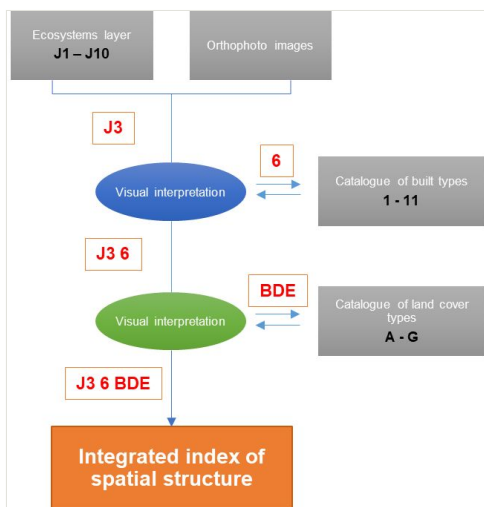 Ecosystems layer
J1 – J10
Orthophoto images
J3
6
Visual interpretation
Catalogue of built types
1 - 11
J3 6
BDE
Visual interpretation
Catalogue of land cover
types
A - G
J3 6 BDE
Integrated index of
spatial structure